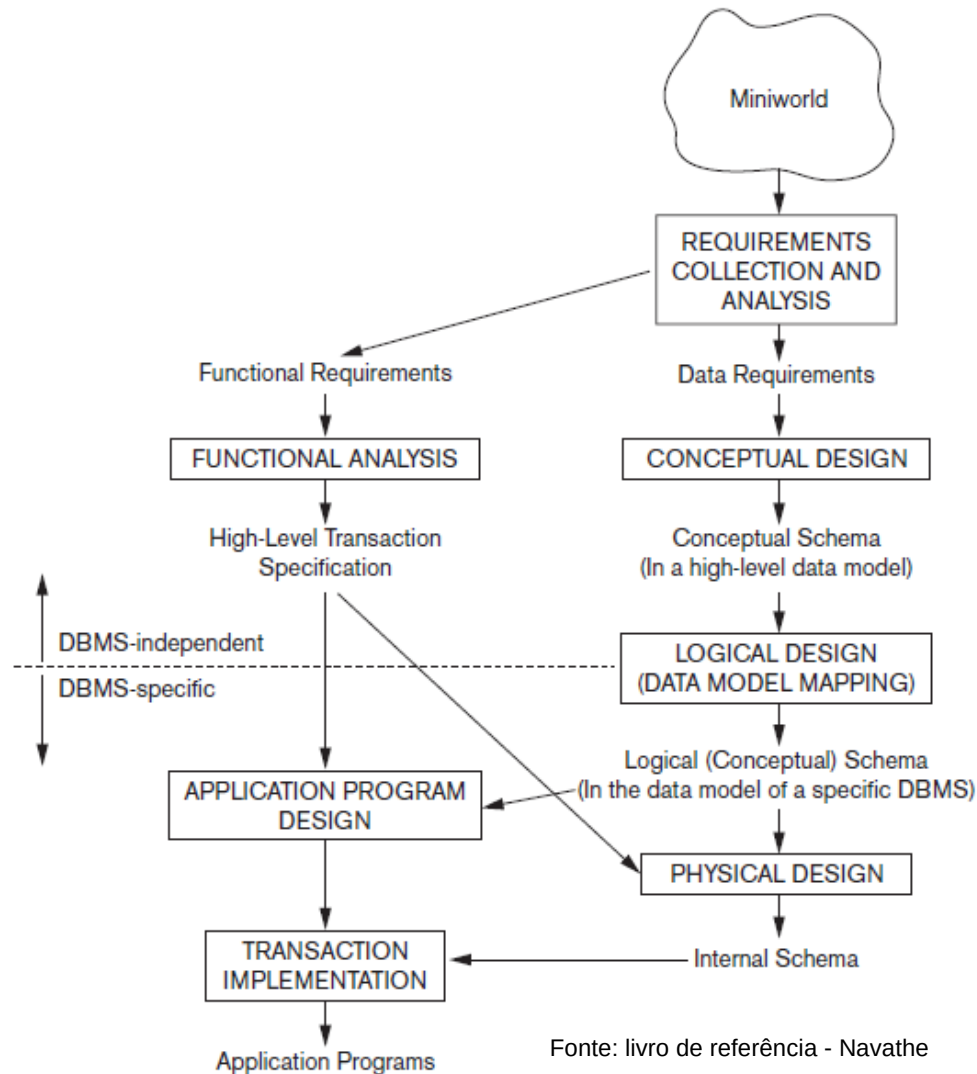 Miniworld
REQUIREMENTS
COLLECTION AND
ANALYSIS
Functional Requirements
Data Requirements
FUNCTIONAL ANALYSIS
CONCEPTUAL DESIGN
High-Level Transaction
Specification
Conceptual Schema
(In a high-level data model)
DBMS-independent
DBMS-specific
LOGICAL DESIGN
(DATA MODEL MAPPING)
Logical (Conceptual) Schema
(In the data model of a specific DBMS)
APPLICATION PROGRAM
DESIGN
PHYSICAL DESIGN
TRANSACTION
IMPLEMENTATION
Internal Schema
Application Programs
Fonte: livro de referência - Navathe